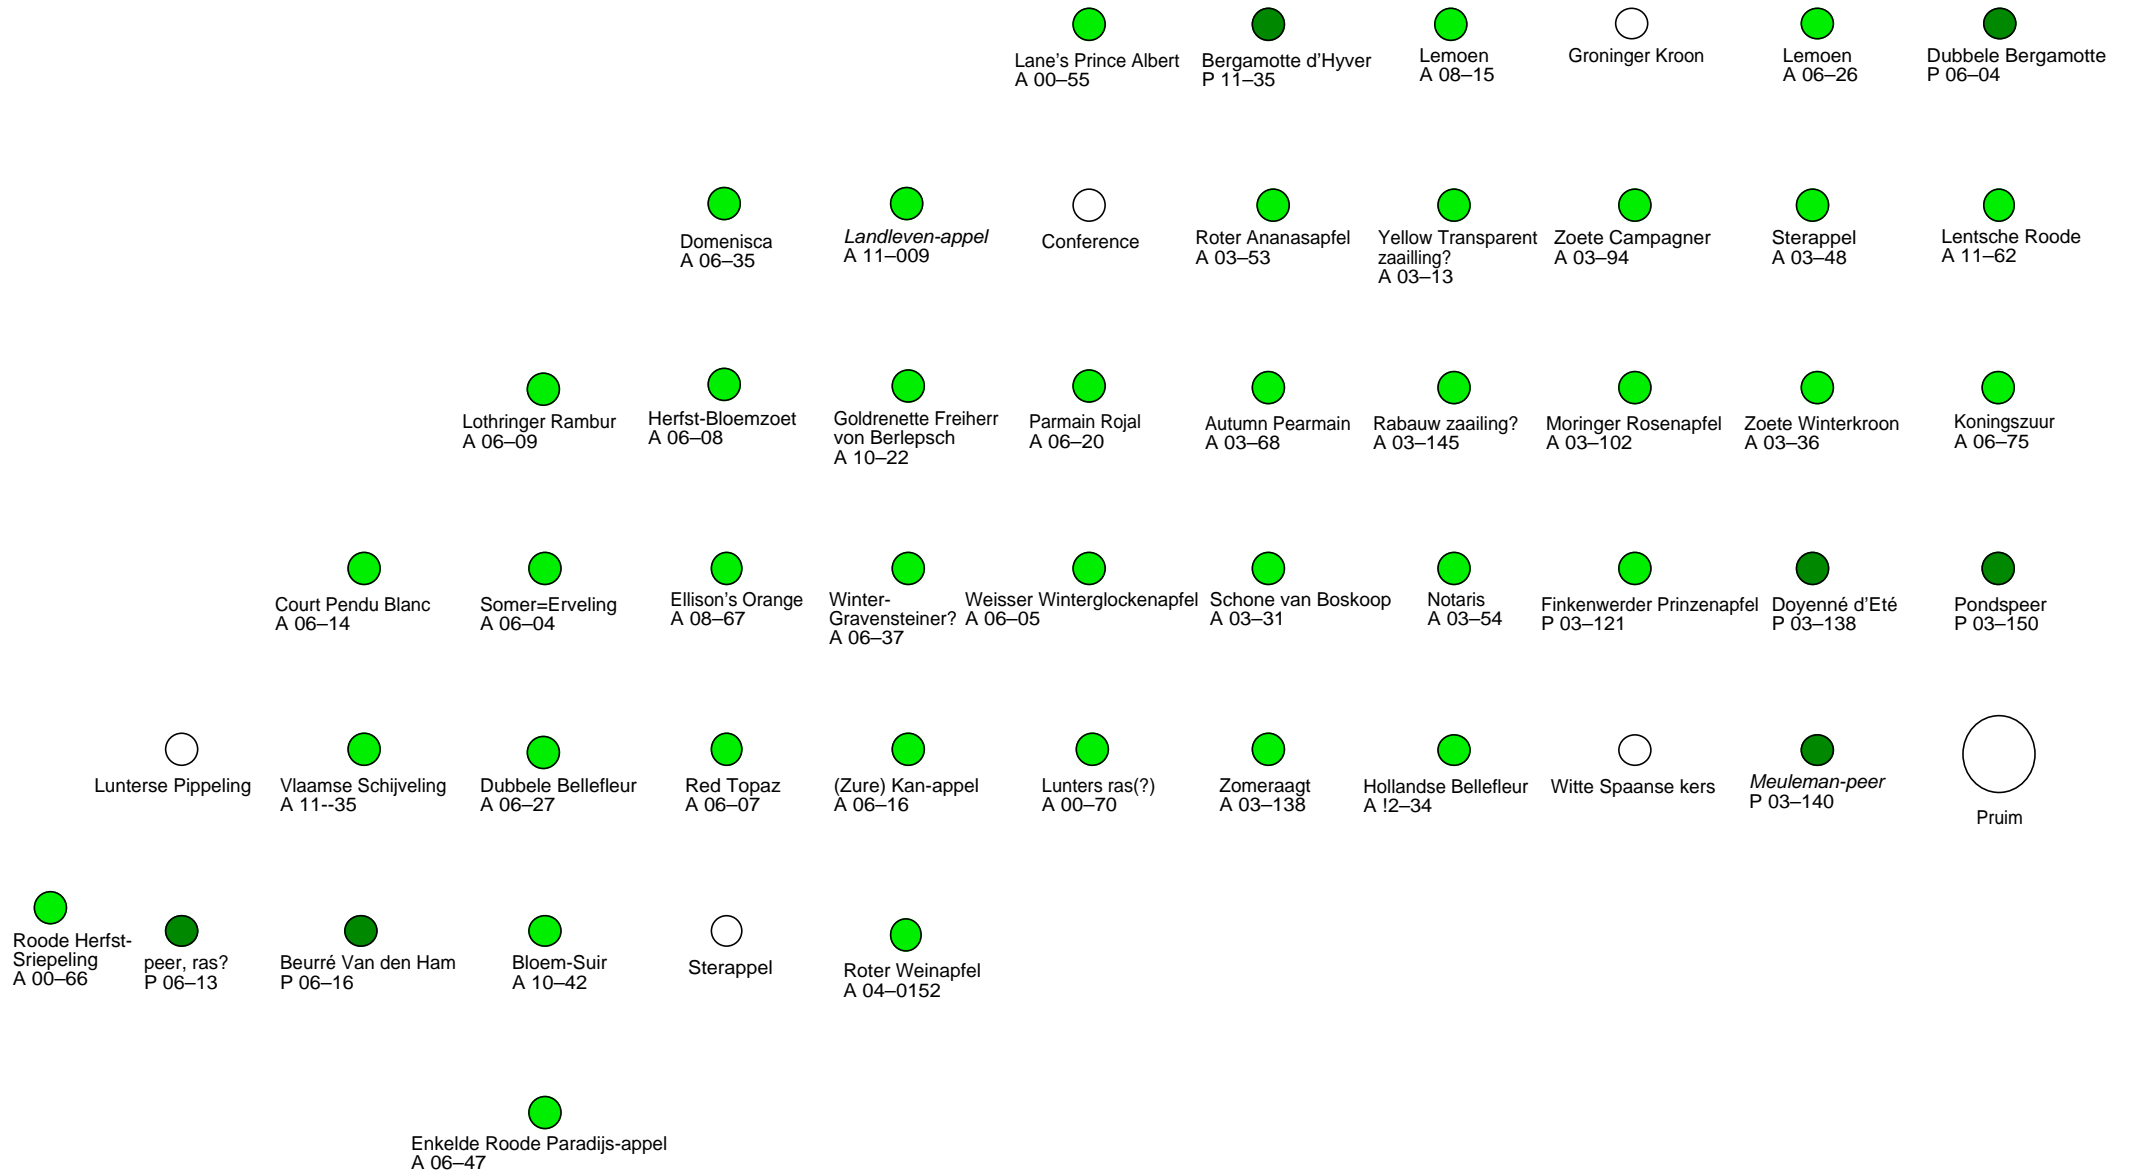 Lane’s Prince Albert
A 00–55
Bergamotte d’Hyver
P 11–35
Lemoen
A 08–15
Groninger Kroon
Lemoen
A 06–26
Dubbele Bergamotte
P 06–04
Domenisca
A 06–35
Landleven-appel
A 11–009
Conference
Roter Ananasapfel
A 03–53
Yellow Transparent
zaailling?
A 03–13
Zoete Campagner
A 03–94
Sterappel
A 03–48
Lentsche Roode
A 11–62
Lothringer Rambur
A 06–09
Herfst-Bloemzoet
A 06–08
Goldrenette Freiherr
von Berlepsch
A 10–22
Parmain Rojal
A 06–20
Autumn Pearmain
A 03–68
Rabauw zaailing?
A 03–145
Moringer Rosenapfel
A 03–102
Zoete Winterkroon
A 03–36
Koningszuur
A 06–75
Court Pendu Blanc
A 06–14
Somer=Erveling
A 06–04
Ellison’s Orange
A 08–67
Winter-
Gravensteiner?
A 06–37
Weisser Winterglockenapfel
A 06–05
Schone van Boskoop
A 03–31
Notaris
A 03–54
Finkenwerder Prinzenapfel
P 03–121
Doyenné d’Eté
P 03–138
Pondspeer
P 03–150
Lunterse Pippeling
Vlaamse Schijveling
A 11--35
Dubbele Bellefleur
A 06–27
Red Topaz
A 06–07
(Zure) Kan-appel
A 06–16
Lunters ras(?)
A 00–70
Zomeraagt
A 03–138
Hollandse Bellefleur
A !2–34
Witte Spaanse kers
Meuleman-peer
P 03–140
Pruim
Roode Herfst-
Sriepeling
A 00–66
peer, ras?
P 06–13
Beurré Van den Ham
P 06–16
Bloem-Suir
A 10–42
Sterappel
Roter Weinapfel
A 04–0152
Enkelde Roode Paradijs-appel
A 06–47